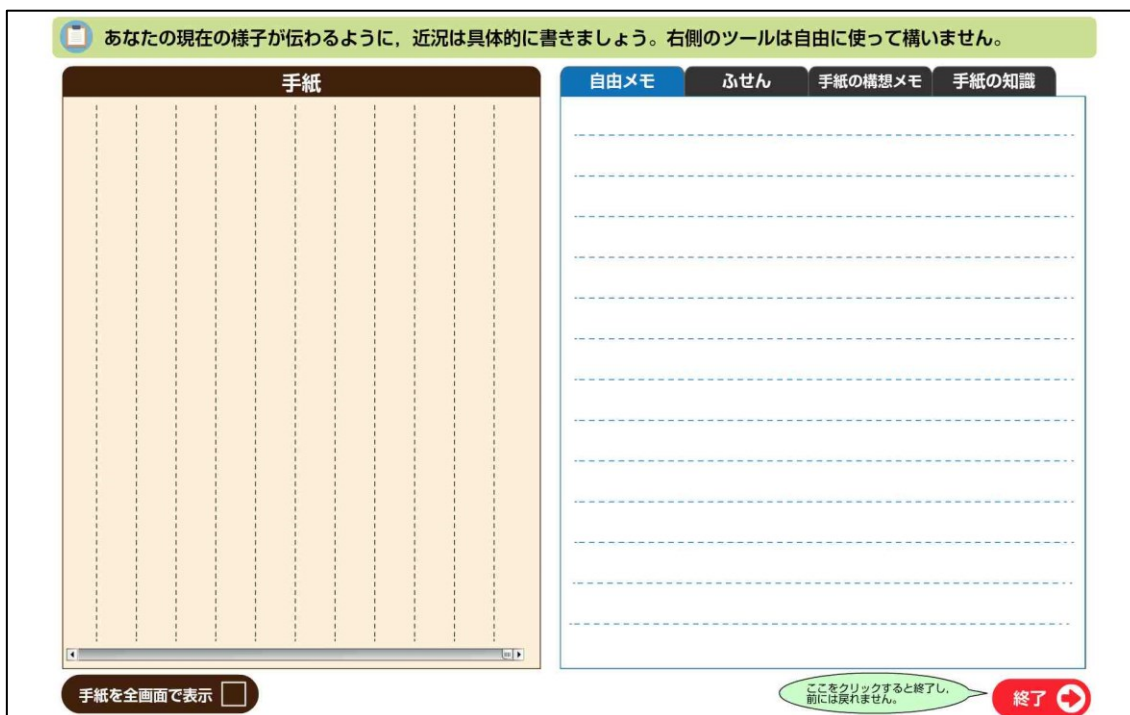 あなたの現在の様子が伝わるように，近況は具体的に書きましょう。右側のツールは自由に使って構いません。
手紙
自由メモ
ふせん
手紙の構想メモ
手紙の知識
手紙を全画面で表示
ここをクリックすると終了し，
前には戻れません。
終了